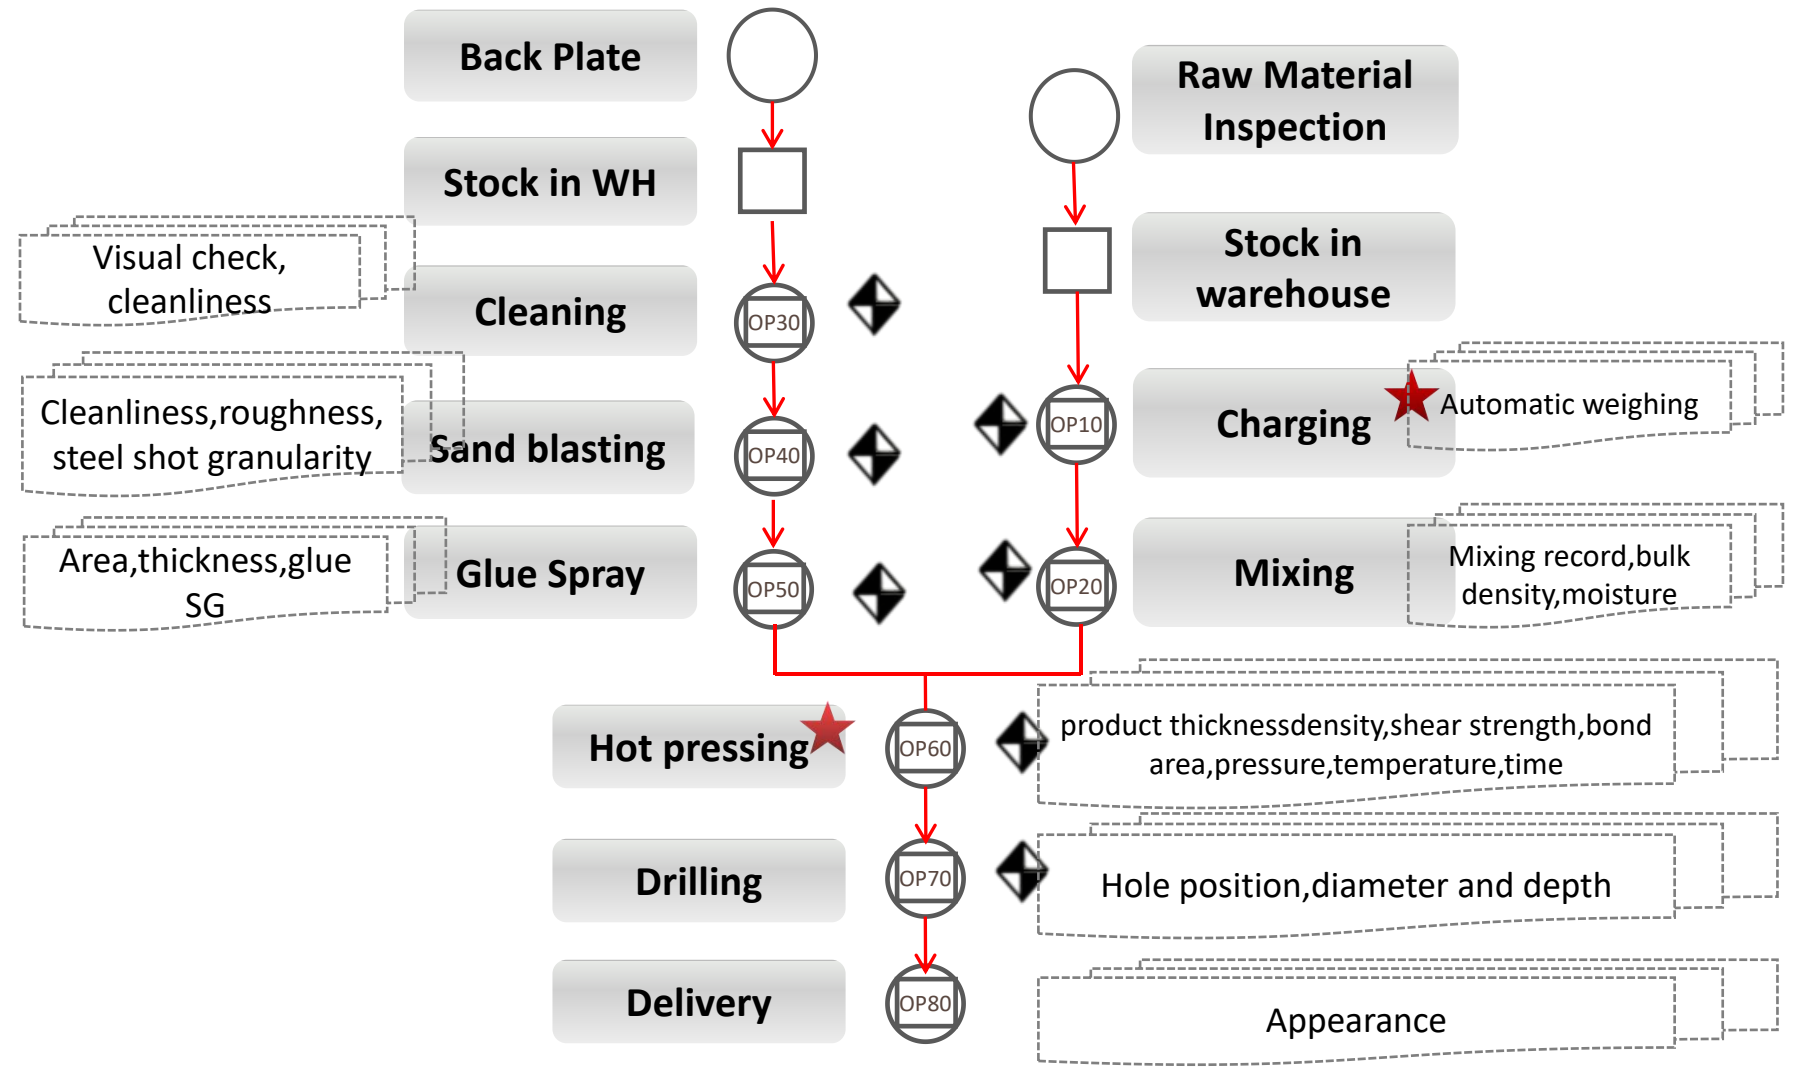 Back Plate
Raw Material
Inspection
Stock in WH
Stock in
warehouse
Visual check,
cleanliness
Cleaning
OP30
Cleanliness,roughness,
steel shot granularity
Sand blasting
OP40
OP10
Charging
Automatic weighing
Area,thickness,glue
SG
Glue Spray
OP50
OP20
Mixing
Mixing record,bulk
density,moisture
Hot pressing
OP60
product thicknessdensity,shear strength,bond
area,pressure,temperature,time
Drilling
OP70
Hole position,diameter and depth
Delivery
OP80
Appearance